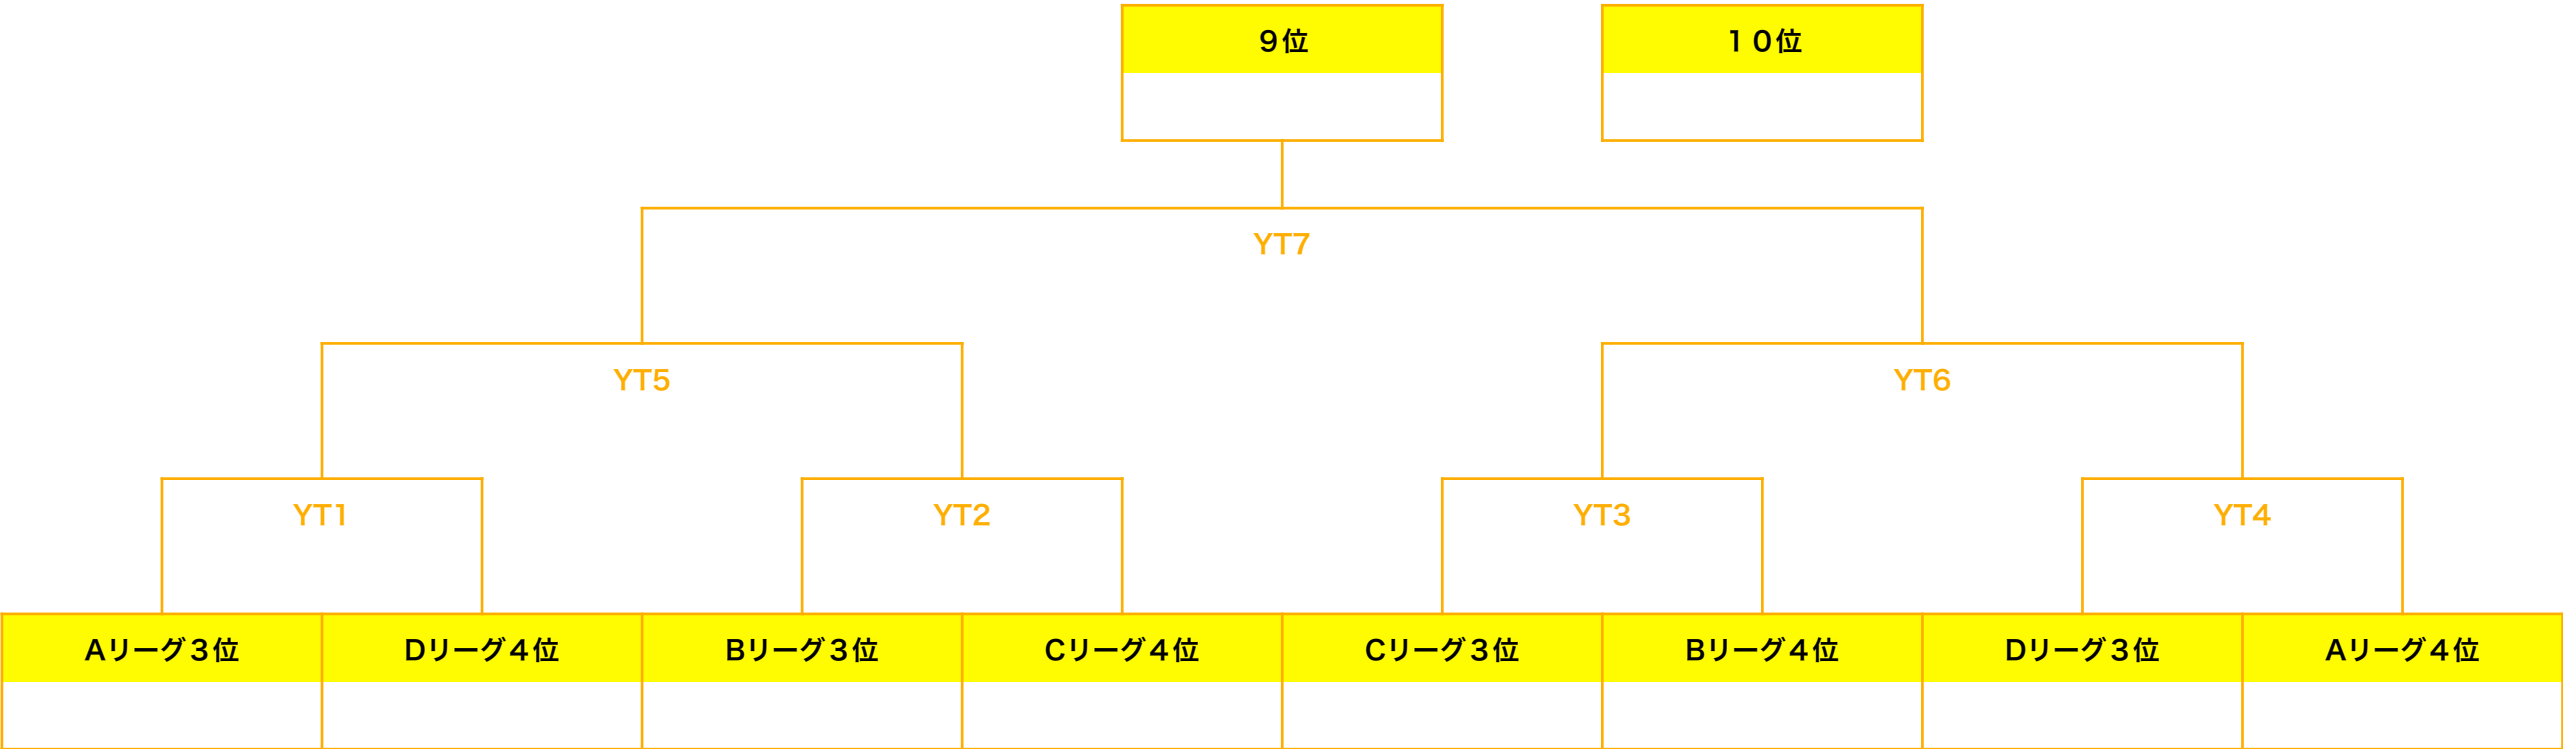 ９位 １０位
YT7
YT5 YT6
YT1 YT2 YT3 YT4
Aリーグ３位 Dリーグ４位 Bリーグ３位 Cリーグ４位 Cリーグ３位 Bリーグ４位 Dリーグ３位 Aリーグ４位